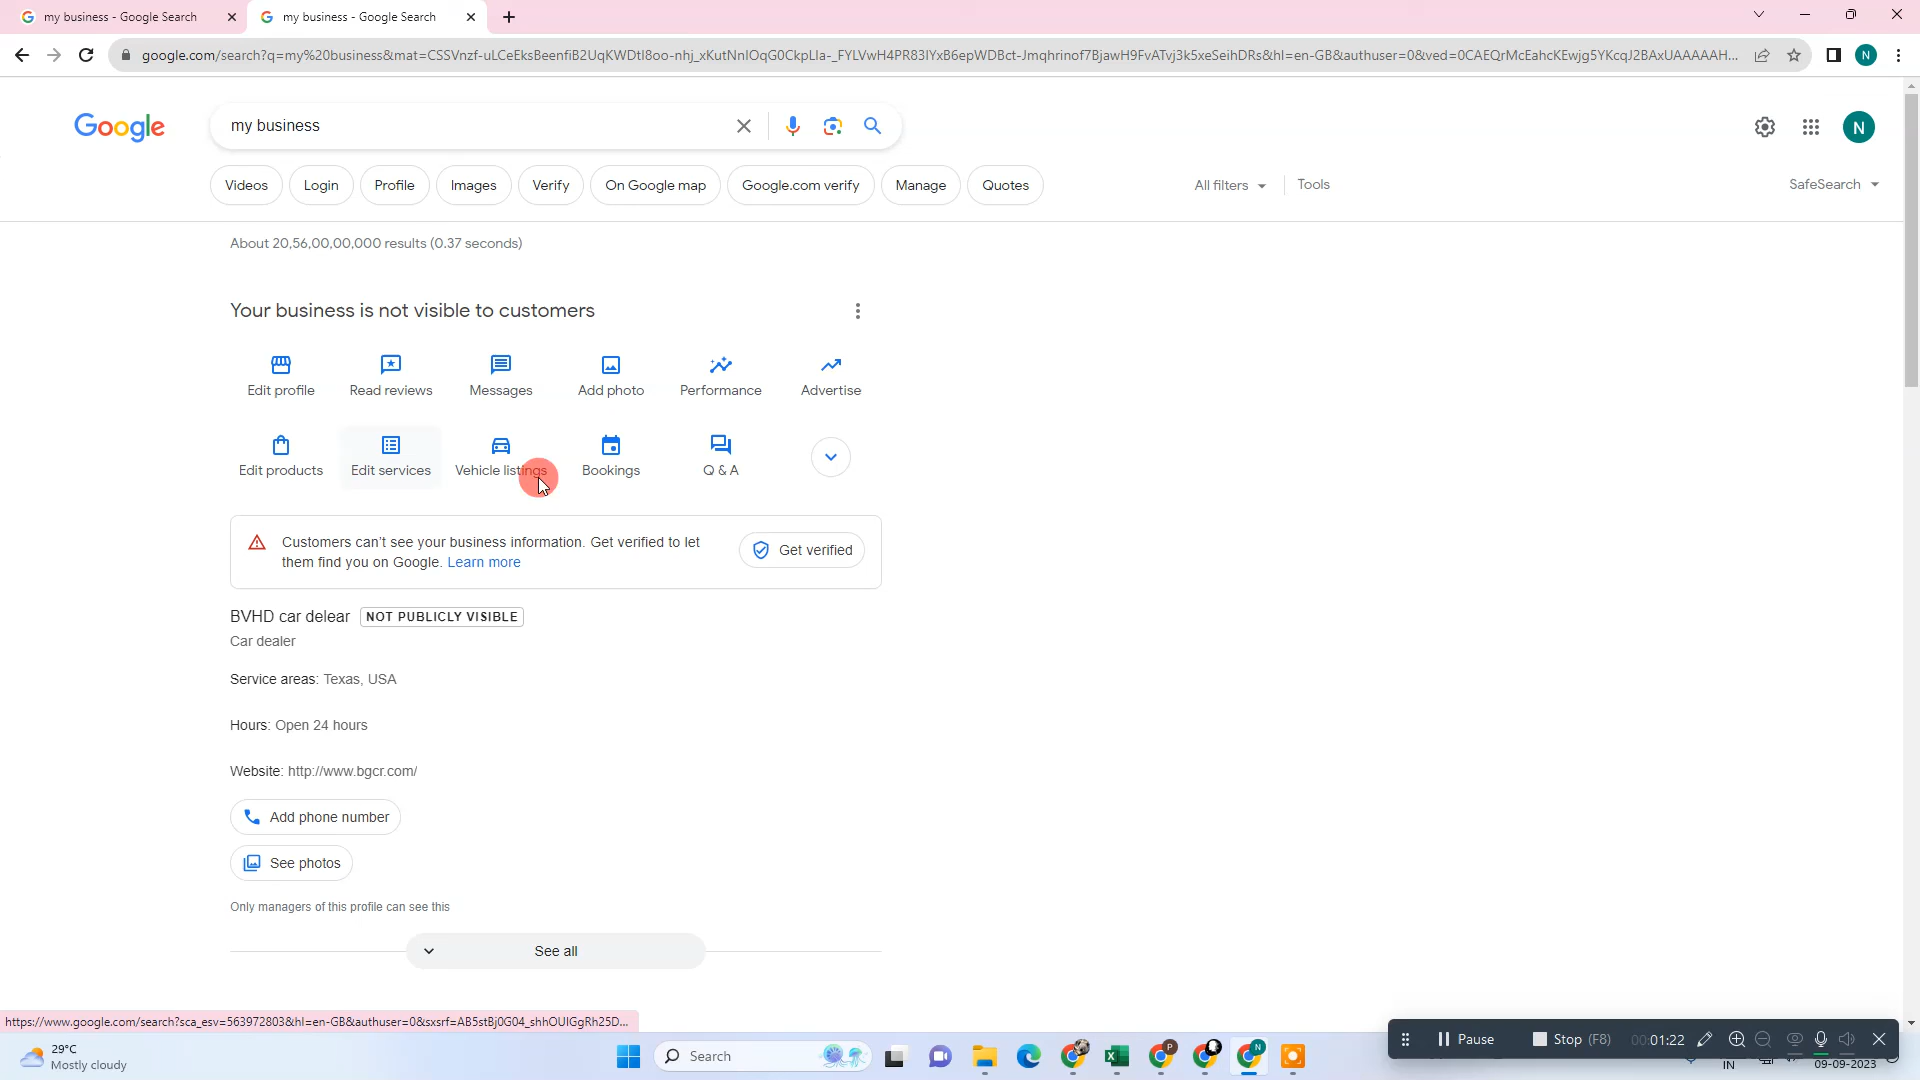 my business - Google Search
my business - Google Search
google.com/search?q=my%20business&mat=CSSVnzf-uLCeEksBeenfiB2UqKWDtI8oo-nhj_xKutNnlOqG0CkpLla-_FYLVwH4PR83lYxB6epWDBct-Jmqhrinof7BjawH9FvATvj3k5xeSeihDRs&hl=en-GB&authuser=0&ved=0CAEQrMcEahcKEwjg5YKcqJ2BAxUAAAAAH...
N
Google
my business
N
Videos
Login
Profile
Images
Verify
On Google map
Google.com verify
Manage
Quotes
All filters
Tools
SafeSearch
About 20,56,00,00,000 results (0.37 seconds)
Your business is not visible to customers
Edit profile
Read reviews
Messages
Add photo
Performance
Advertise
Edit products
Edit services
Vehicle listings
Bookings
Q & A
Customers can't see your business information. Get verified to let
them find you on Google. Learn more
Get verified
BVHD car delear NOT PUBLICLY VISIBLE
Car dealer
Service areas: Texas, USA
Hours: Open 24 hours
Website: http://www.bgcr.com/
Add phone number
See photos
Only managers of this profile can see this
See all
https://www.google.com/search?sca_esv=563972803&hl=en-GB&authuser=0&sxsrf=AB5stBj0G04_shhOUIGgRh25D...
Pause
Stop (F8)
00:01:22
29°C
Mostly cloudy
Search
P
N
IN
09-09-2023